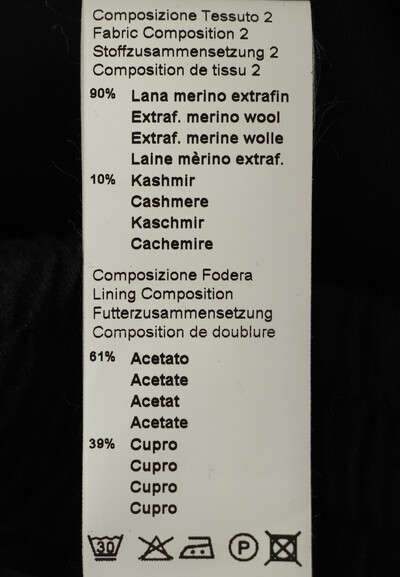 Composizione Tessuto 2
Fabric Composition 2
Stoffzusammensetzung 2
Composition de tissu 2
90% Lana merino extrafin
Extraf. merino wool
Extraf. merine wolle
Laine mèrino extraf.
10% Kashmir
Cashmere
Kaschmir
Cachemire
Composizione Fodera
Lining Composition
Futterzusammensetzung
Composition de doublure
61% Acetato
Acetate
Acetat
Acetate
39% Cupro
Cupro
Cupro
Cupro
30 P